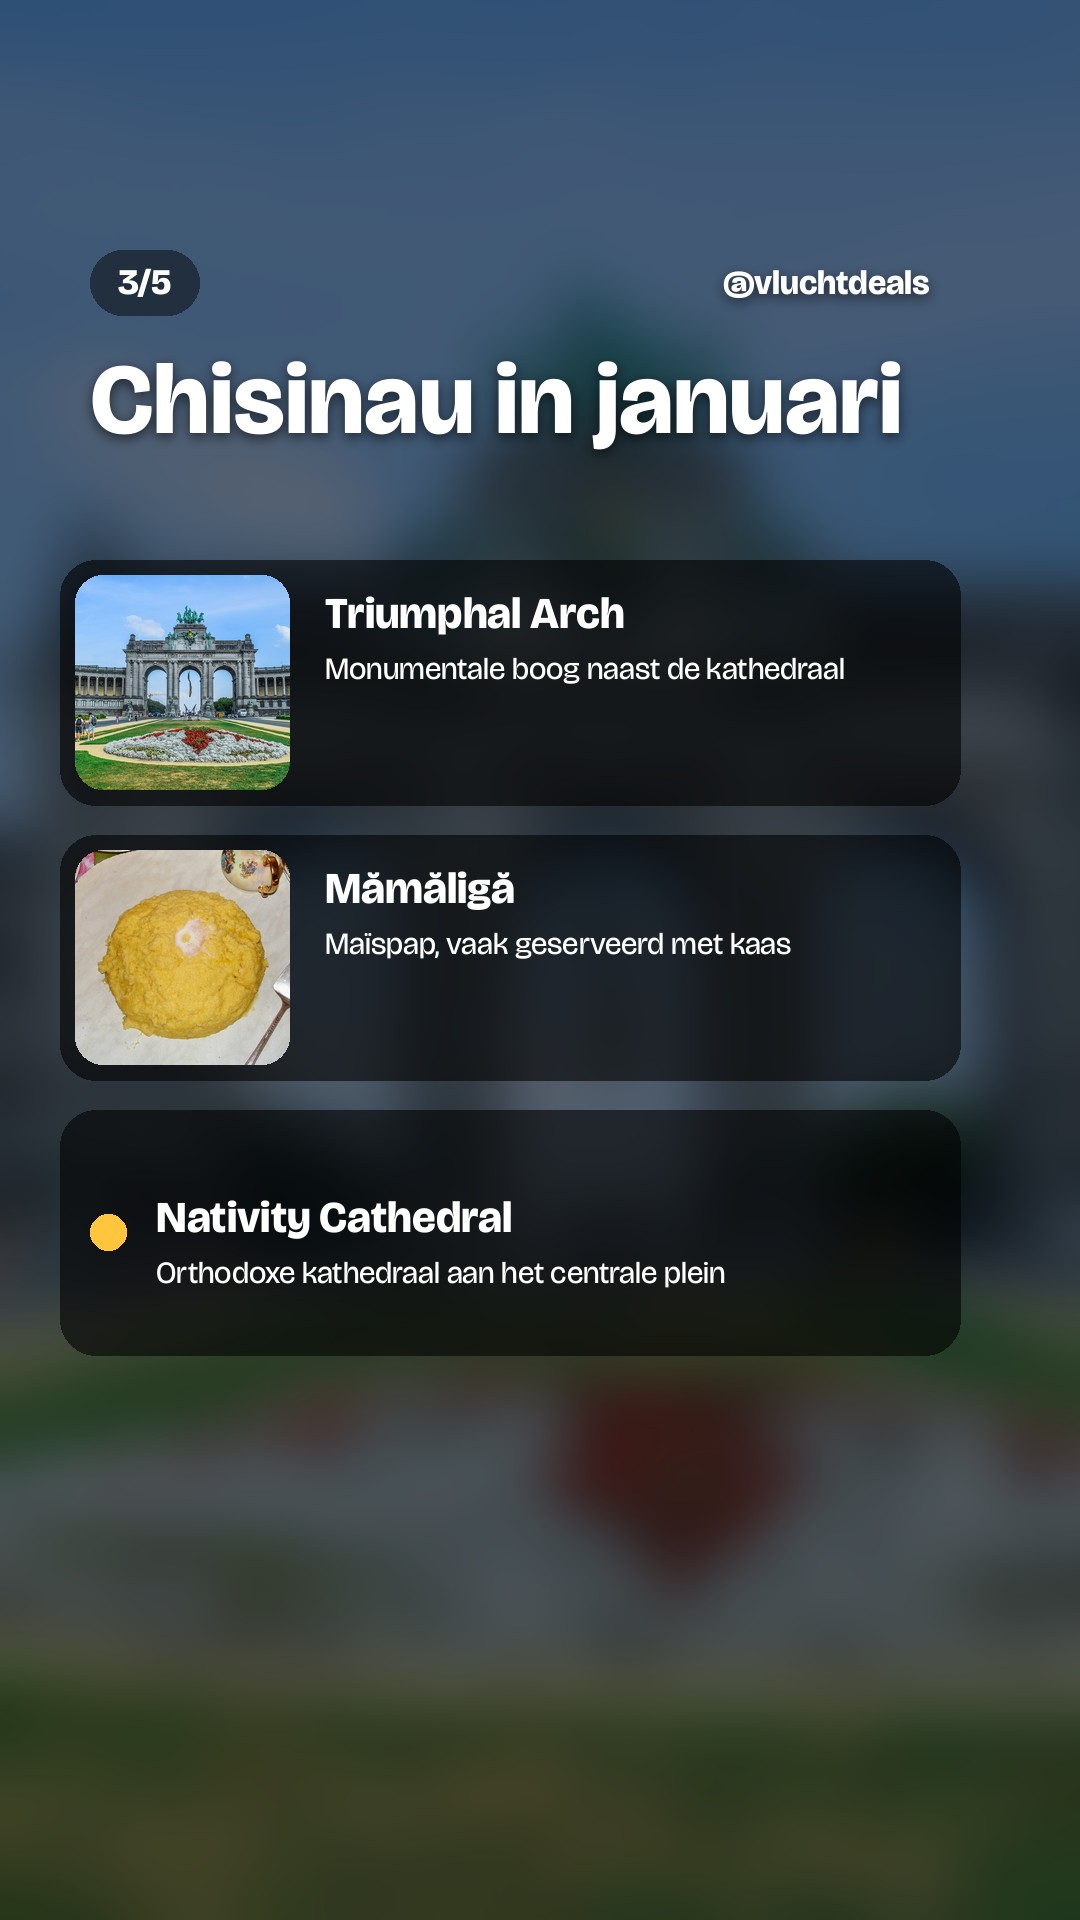 3/5
@vluchtdeals
Chisinau in januari
Triumphal Arch
Monumentale boog naast de kathedraal
Mămăligă
Maïspap, vaak geserveerd met kaas
Nativity Cathedral
Orthodoxe kathedraal aan het centrale plein